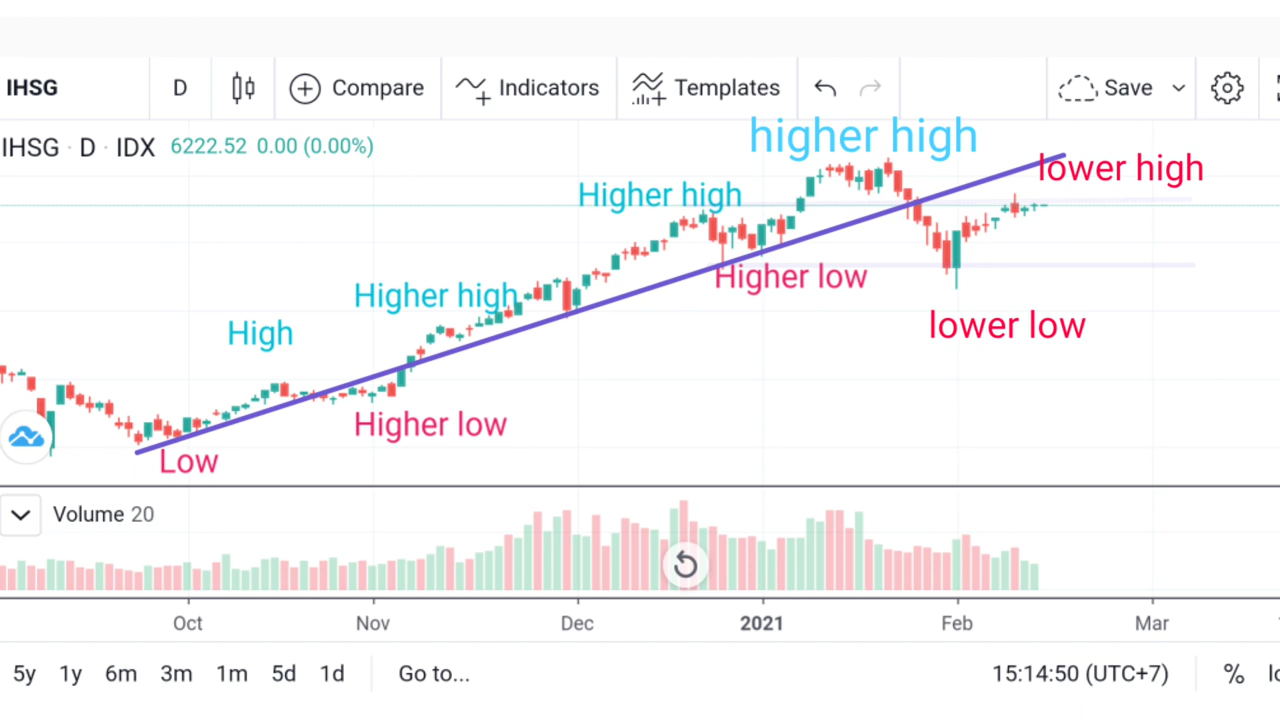 IHSG D Compare Indicators Templates Save
IHSG · D · IDX 6222.52 0.00 (0.00%)
higher high
lower high
Higher high
Higher low
Higher high
lower low
High
Higher low
Low
Volume 20
Oct Nov Dec 2021 Feb Mar
5y 1y 6m 3m 1m 5d 1d Go to... 15:14:50 (UTC+7) %